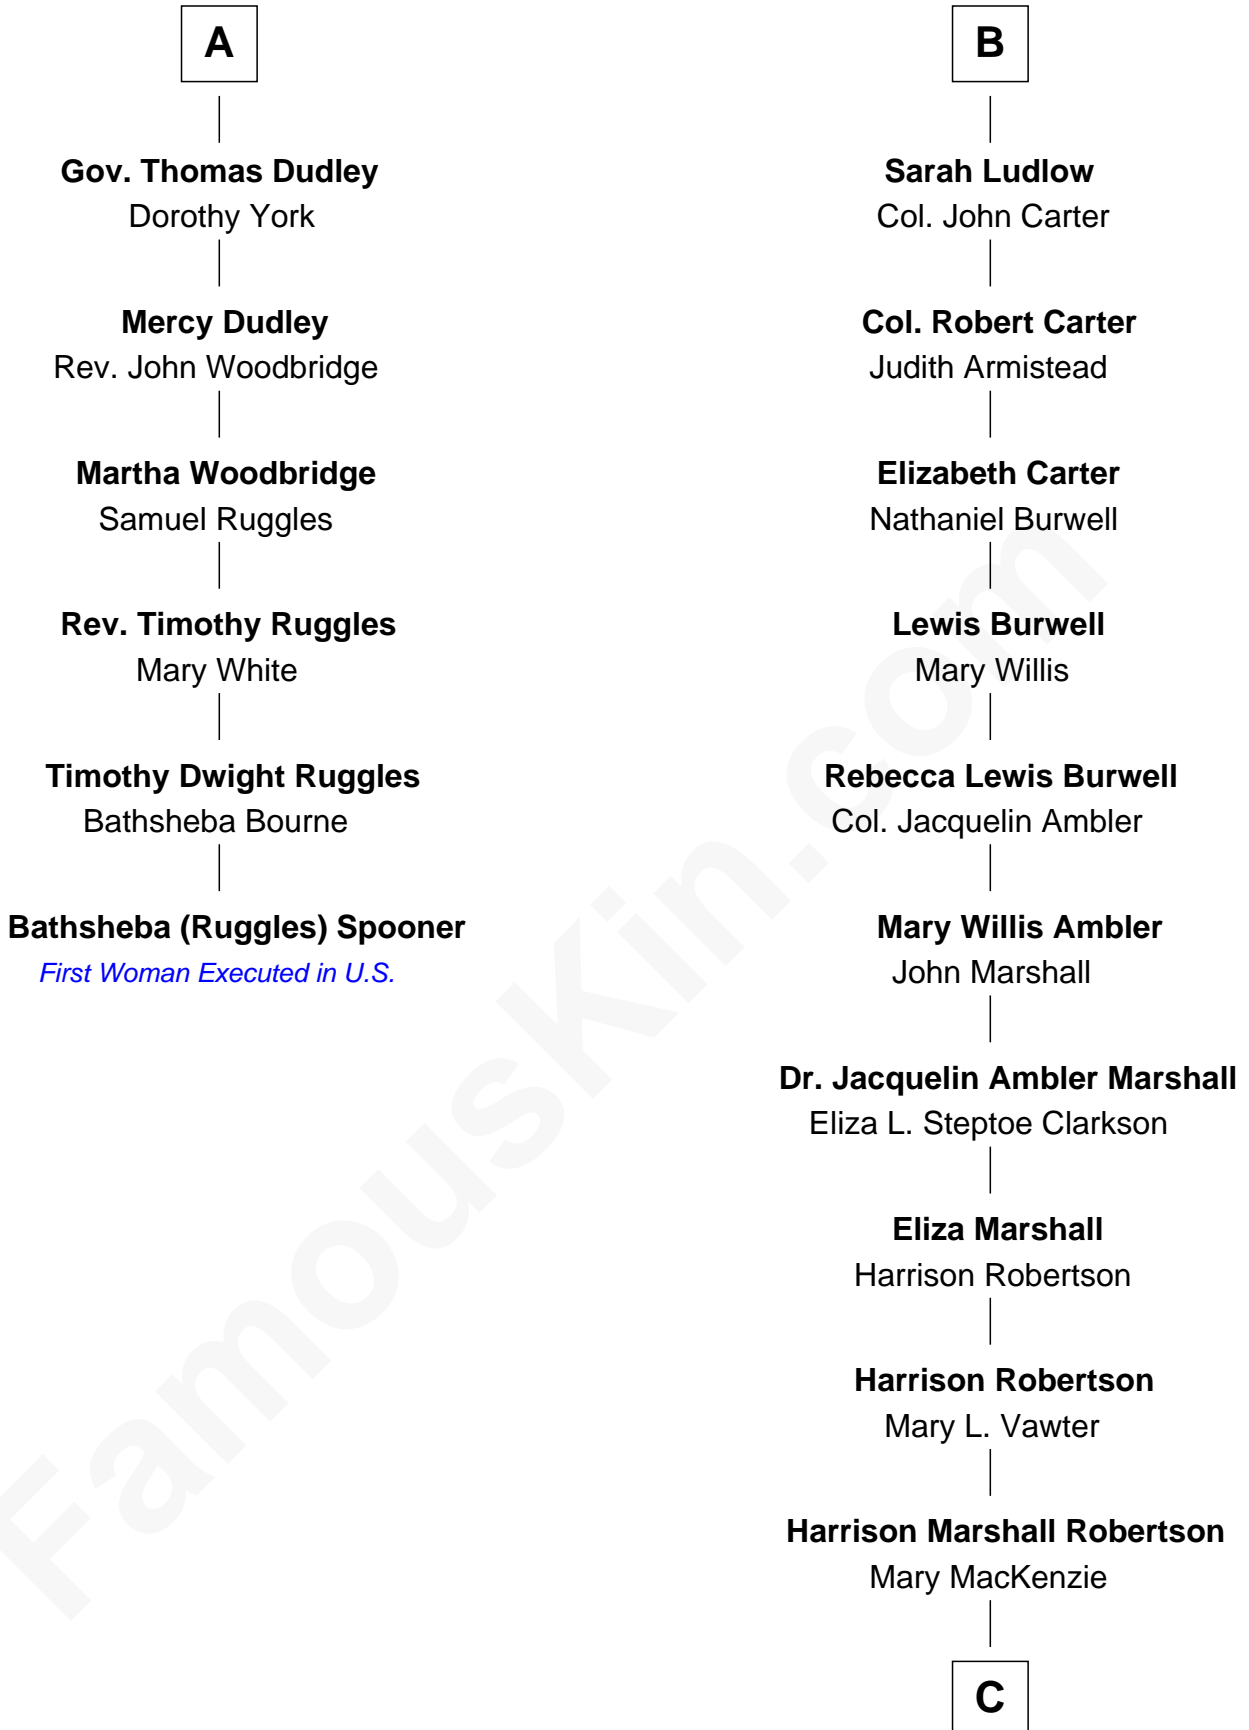 A
Gov. Thomas Dudley
Dorothy York
Mercy Dudley
Rev. John Woodbridge
Martha Woodbridge
Samuel Ruggles
Rev. Timothy Ruggles
Mary White
Timothy Dwight Ruggles
Bathsheba Bourne
Bathsheba (Ruggles) Spooner
First Woman Executed in U.S.
B
Sarah Ludlow
Col. John Carter
Col. Robert Carter
Judith Armistead
Elizabeth Carter
Nathaniel Burwell
Lewis Burwell
Mary Willis
Rebecca Lewis Burwell
Col. Jacquelin Ambler
Mary Willis Ambler
John Marshall
Dr. Jacquelin Ambler Marshall
Eliza L. Steptoe Clarkson
Eliza Marshall
Harrison Robertson
Harrison Robertson
Mary L. Vawter
Harrison Marshall Robertson
Mary MacKenzie
C
FamousKin.com